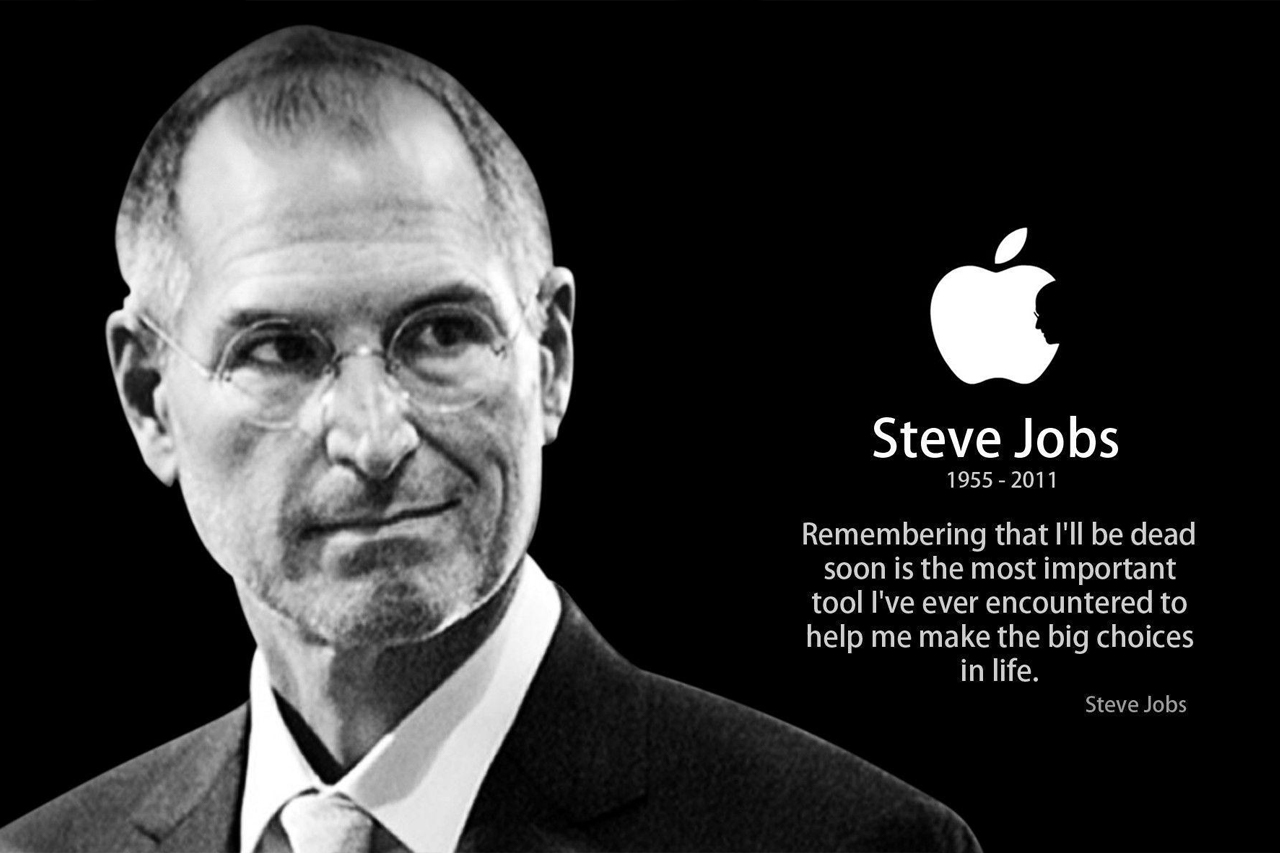 Steve Jobs
1955 - 2011
Remembering that I'll be dead
soon is the most important
tool I've ever encountered to
help me make the big choices
in life.
Steve Jobs